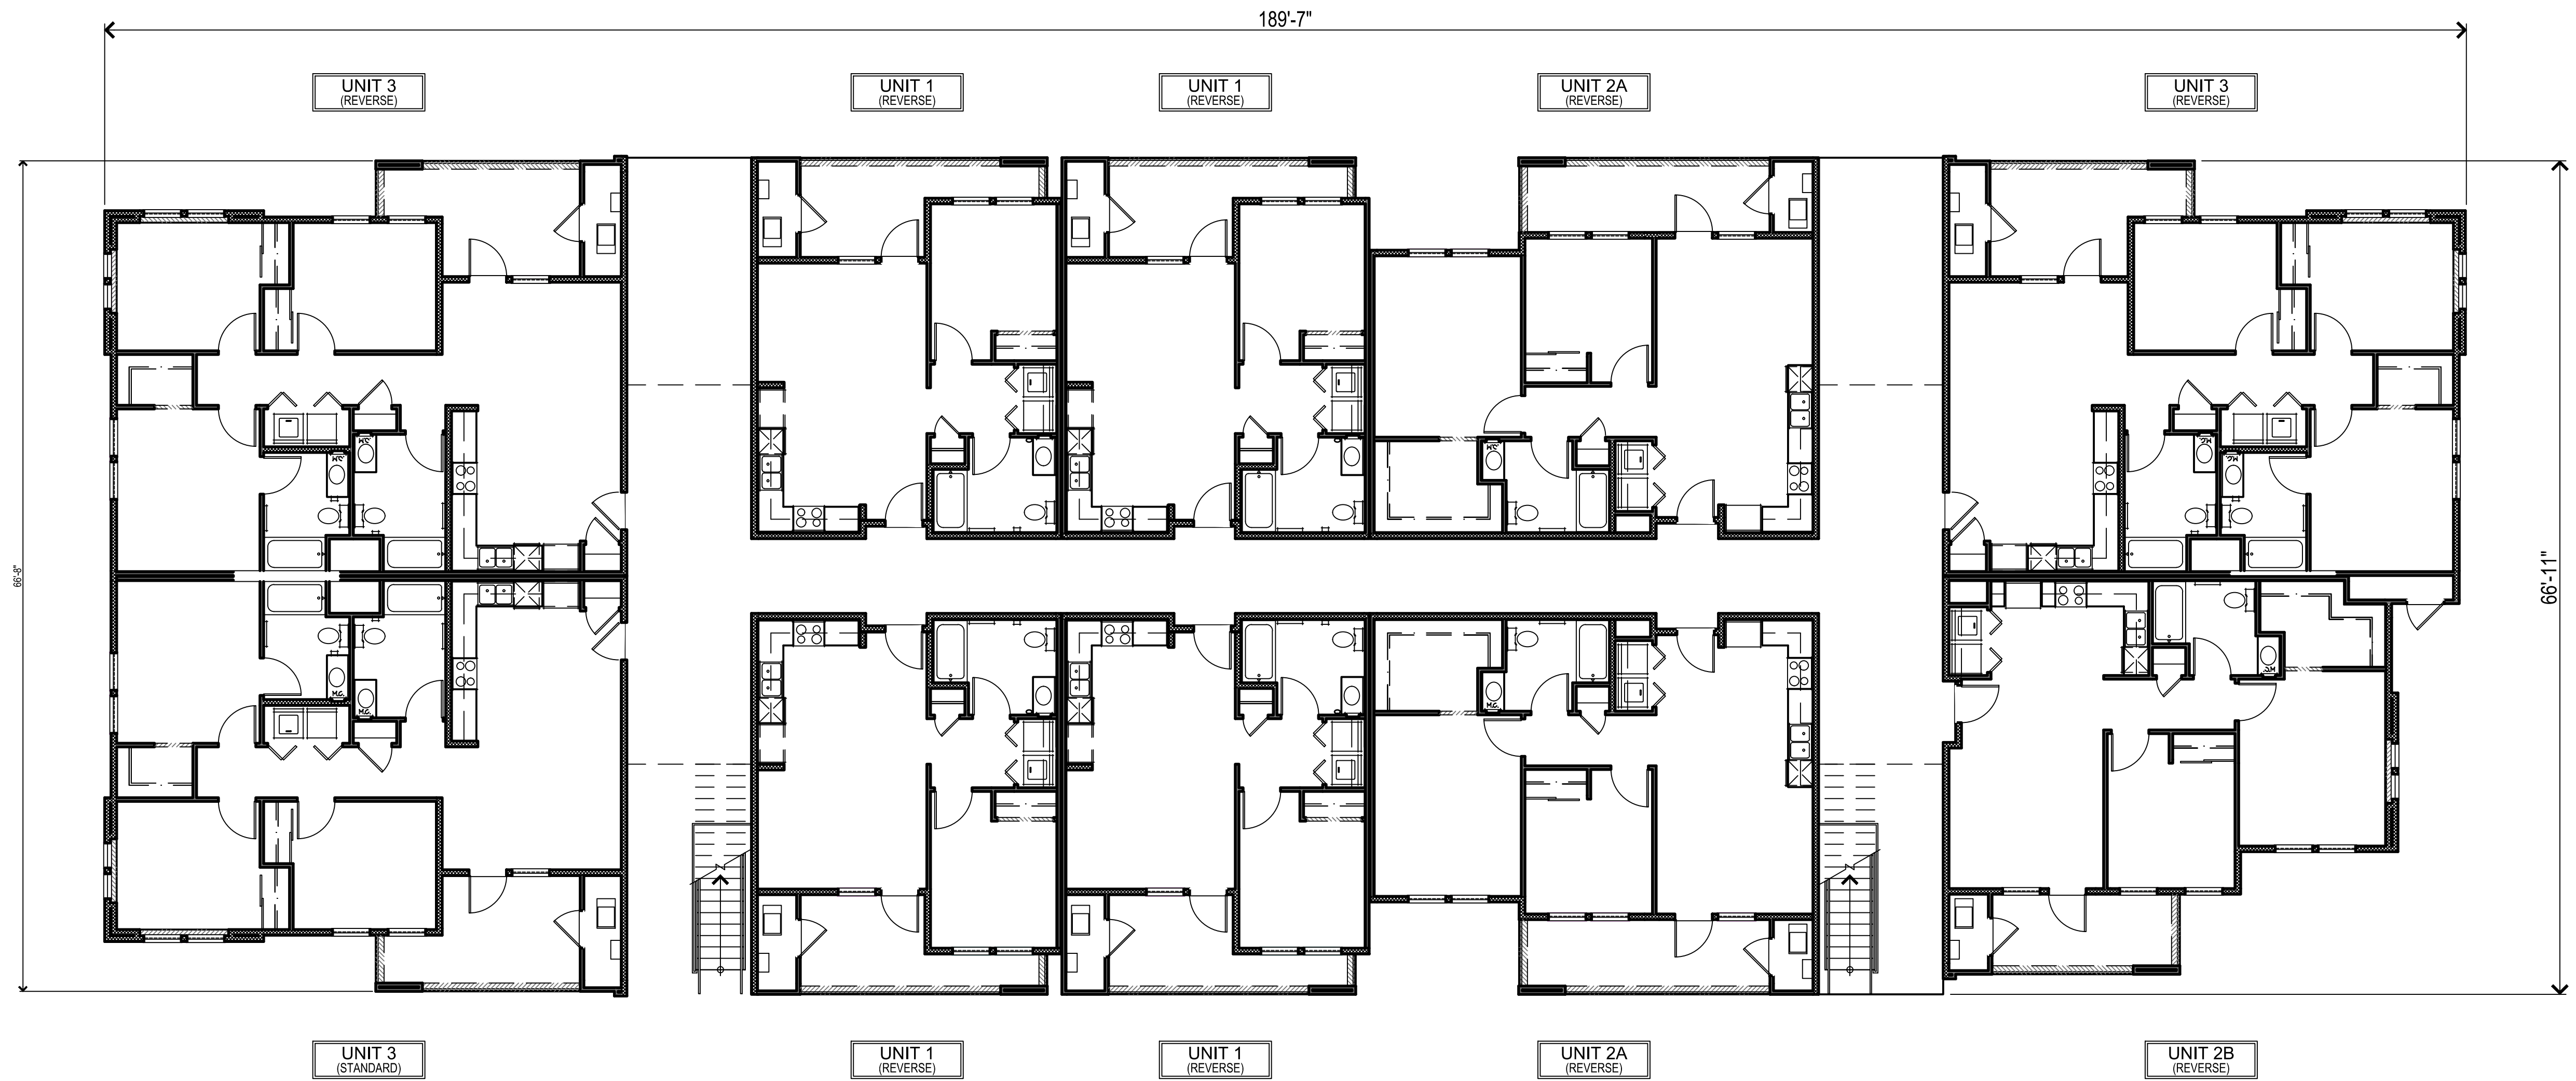 189'-7"
UNIT 3
(REVERSE)
UNIT 1
(REVERSE)
UNIT 1
(REVERSE)
UNIT 2A
(REVERSE)
UNIT 3
(REVERSE)
M.C.
M.C.
M.C.
M.C.
M.C.
66'-8"
66'-11"
M.C.
M.C.
M.C.
M.C.
UNIT 3
(STANDARD)
UNIT 1
(REVERSE)
UNIT 1
(REVERSE)
UNIT 2A
(REVERSE)
UNIT 2B
(REVERSE)